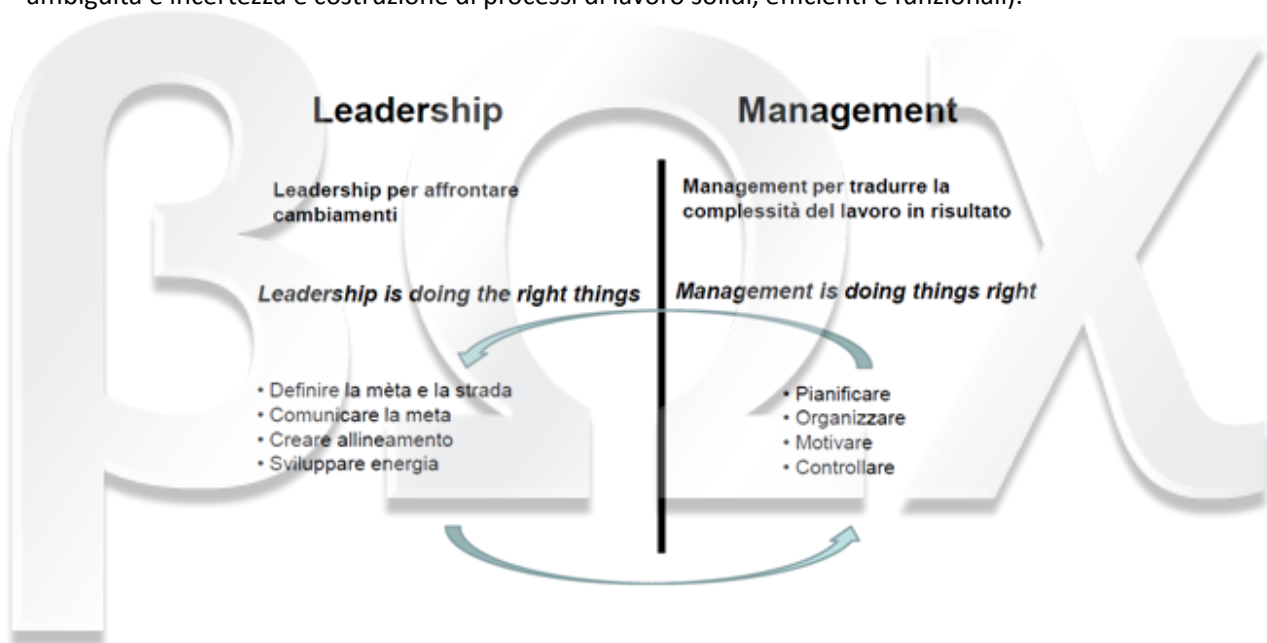 ambiguità e incertezza e costruzione di processi di lavoro solidi, efficienti e funzionali).
Leadership
Management
Leadership per affrontare
cambiamenti
Management per tradurre la
complessità del lavoro in risultato
Leadership is doing the right things
Management is doing things right
• Definire la mèta e la strada
• Comunicare la meta
• Creare allineamento
• Sviluppare energia
• Pianificare
• Organizzare
• Motivare
• Controllare
βΩχ